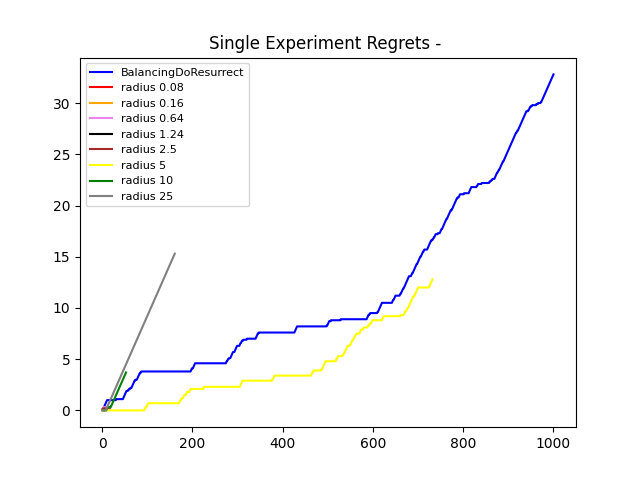 Single Experiment Regrets -
BalancingDoResurrect
radius 0.08
radius 0.16
radius 0.64
radius 1.24
radius 2.5
radius 5
radius 10
radius 25
30
25
20
15
10
5
0
0 200 400 600 800 1000